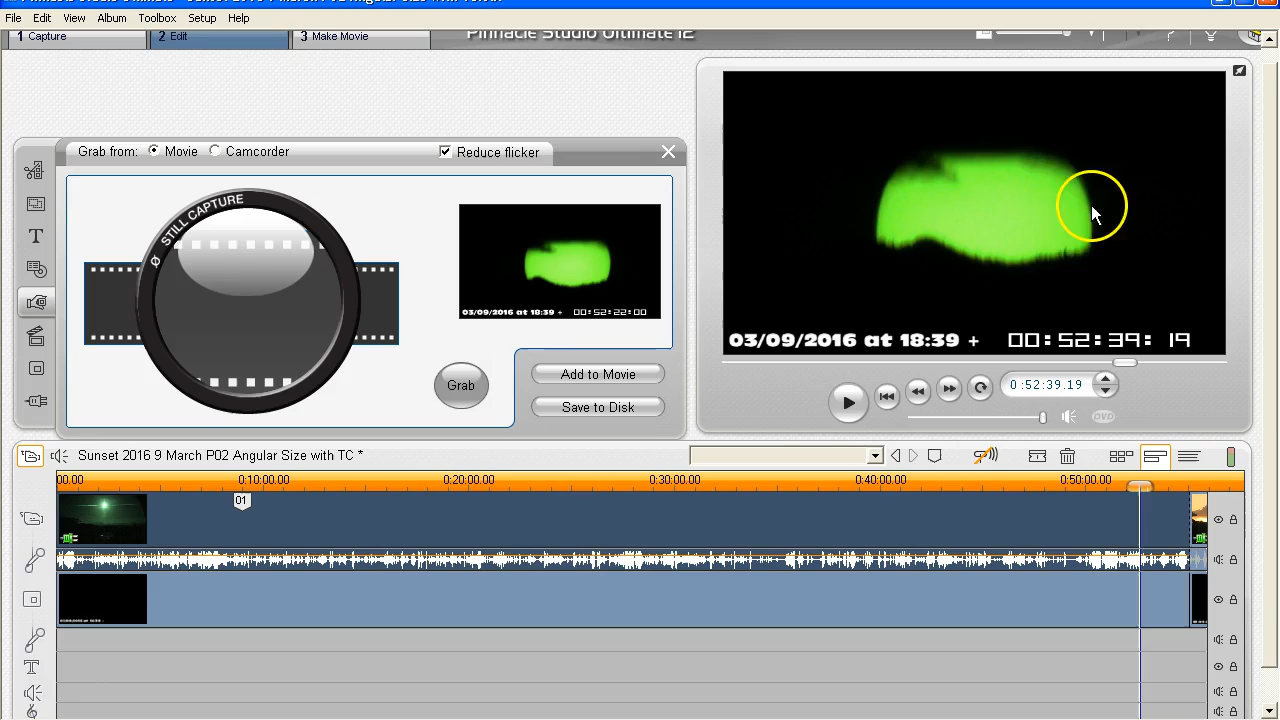 File Edit View Album Toolbox Setup Help
1 Capture 2 Edit 3 Make Movie Pinnacle Studio Ultimate 12
Grab from: Movie Camcorder Reduce flicker
Ø STILL CAPTURE
03/09/2016 at 18:39 + 00:52:22:00
Grab
Add to Movie
Save to Disk
03/09/2016 at 18:39 + 00:52:39: 19
0:52:39.19
DVD
Sunset 2016 9 March P02 Angular Size with TC *
00.00 0:10:00.00 0:20:00.00 0:30:00.00 0:40:00.00 0:50:00.00
01